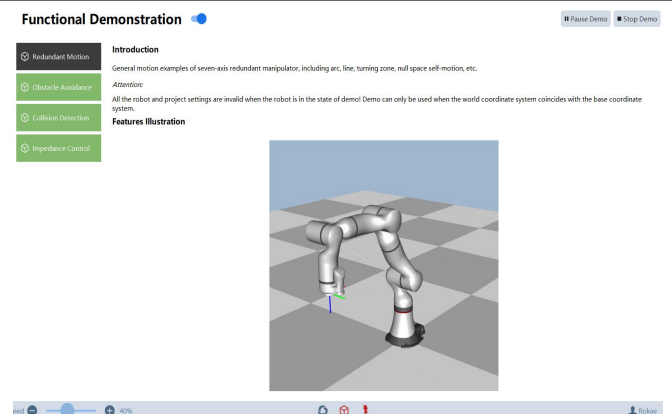 Functional Demonstration
Pause Demo
Stop Demo
Redundant Motion
Obstacle Avoidance
Collision Detection
Impedance Control
Introduction
General motion examples of seven-axis redundant manipulator, including arc, line, turning zone, null space self-motion, etc.
Attention:
All the robot and project settings are invalid when the robot is in the state of demo! Demo can only be used when the world coordinate system coincides with the base coordinate
system.
Features Illustration
eed
40%
Rokae